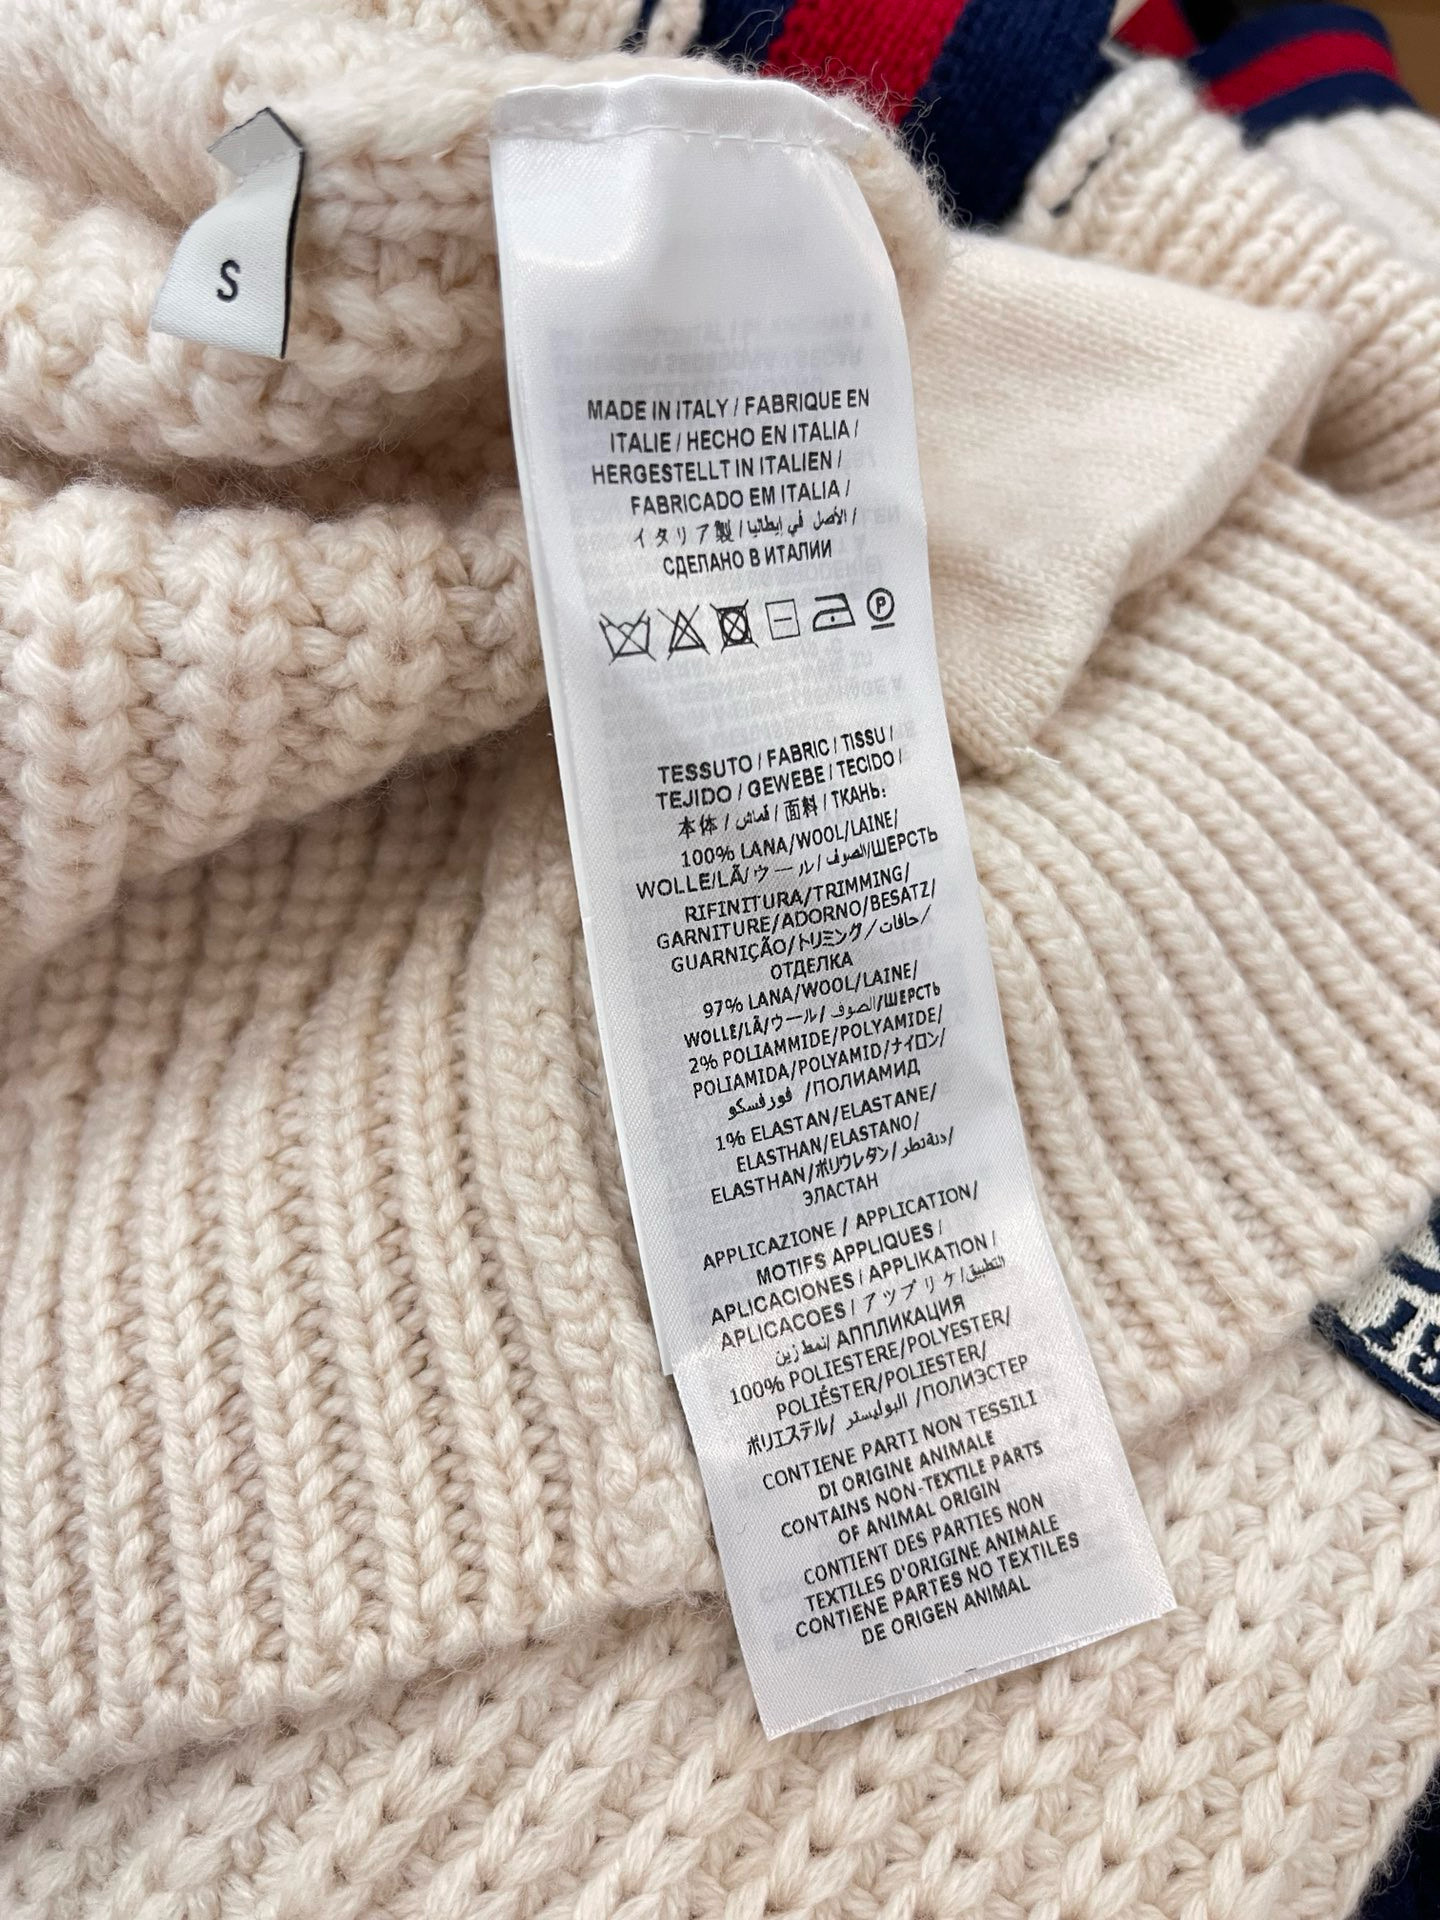 S
MADE IN ITALY / FABRIQUE EN
ITALIE / HECHO EN ITALIA /
HERGESTELLT IN ITALIEN /
FABRICADO EM ITALIA /
イタリア製 / الأصل في إيطاليا /
СДЕЛАНО В ИТАЛИИ
P
TESSUTO / FABRIC / TISSU /
TEJIDO / GEWEBE / TECIDO /
本体 / قماش / 面料 / ТКАНЬ:
100% LANA/WOOL/LAINE/
WOLLE/LÃ/ウール/الصوف/ШЕРСТЬ
RIFINITURA/TRIMMING/
GARNITURE/ADORNO/BESATZ/
GUARNIÇÃO/トリミング/حافات/
ОТДЕЛКА
97% LANA/WOOL/LAINE/
WOLLE/LÃ/ウール/الصوف/ШЕРСТЬ
2% POLIAMMIDE/POLYAMIDE/
POLIAMIDA/POLYAMID/ナイロン/
فورفسكو /ПОЛИАМИД
1% ELASTAN/ELASTANE/
ELASTHAN/ELASTANO/
ELASTHAN/ポリウレタン/
ЭЛАСТАН
APPLICAZIONE / APPLICATION/
MOTIFS APPLIQUES /
APLICACIONES / APPLIKATION /
APLICACOES / アップリケ/التطبيق
/АППЛИКАЦИЯ
100% POLIESTERE/POLYESTER/
POLIÉSTER/POLIESTER/
ポリエステル/ البوليستر /ПОЛИЭСТЕР
CONTIENE PARTI NON TESSILI
DI ORIGINE ANIMALE
CONTAINS NON-TEXTILE PARTS
OF ANIMAL ORIGIN
CONTIENT DES PARTIES NON
TEXTILES D'ORIGINE ANIMALE
CONTIENE PARTES NO TEXTILES
DE ORIGEN ANIMAL